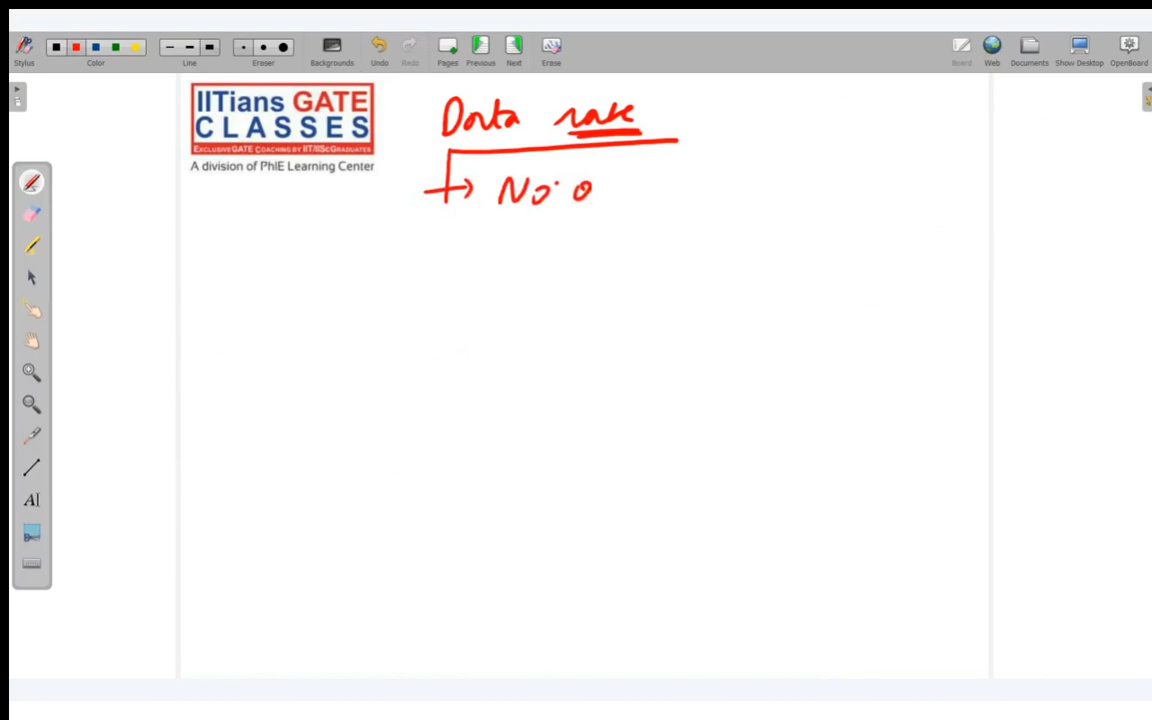 Stylus
Color
Line
Eraser
Backgrounds
Undo
Redo
Pages
Previous
Next
Erase
Board
Web
Documents
Show Desktop
OpenBoard
IITians GATE
CLASSES
EXCLUSIVE GATE COACHING BY IIT/IISC GRADUATES
A division of PhIE Learning Center
Data rate
→ No. o
AI